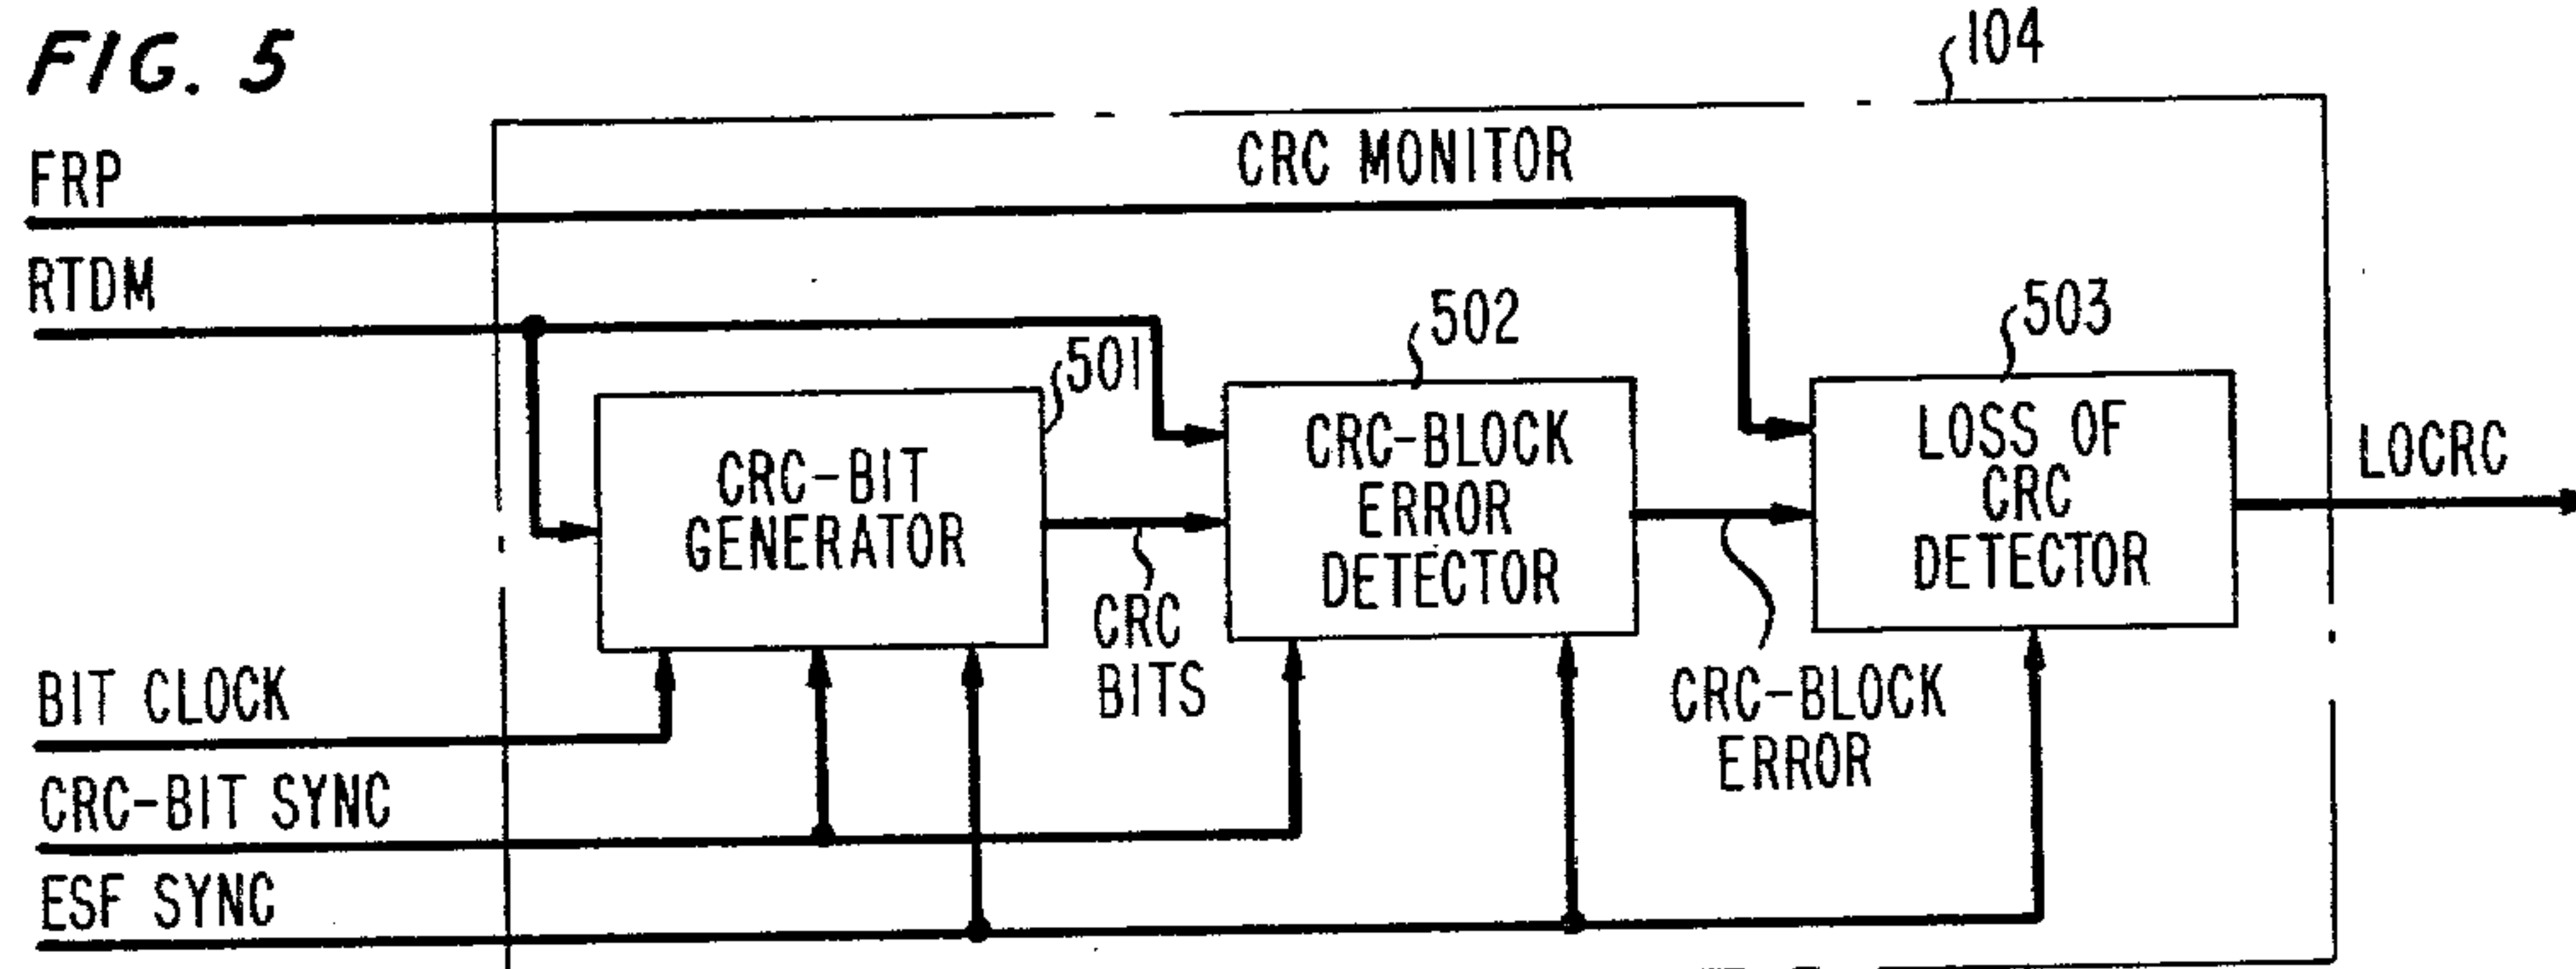 FIG. 5
104
FRP
CRC MONITOR
RTDM
501
502
503
CRC-BIT
GENERATOR
CRC-BLOCK
ERROR
DETECTOR
LOSS OF
CRC
DETECTOR
LOCRC
CRC
BITS
CRC-BLOCK
ERROR
BIT CLOCK
CRC-BIT SYNC
ESF SYNC